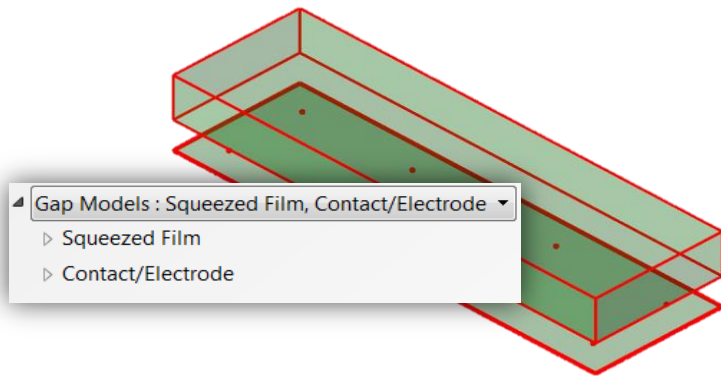 Gap Models : Squeezed Film, Contact/Electrode
Squeezed Film
Contact/Electrode